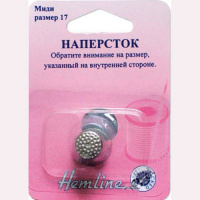 Миди
размер 17
НАПЕРСТОК
Обратите внимание на размер,
указанный на внутренней стороне.
Hemline